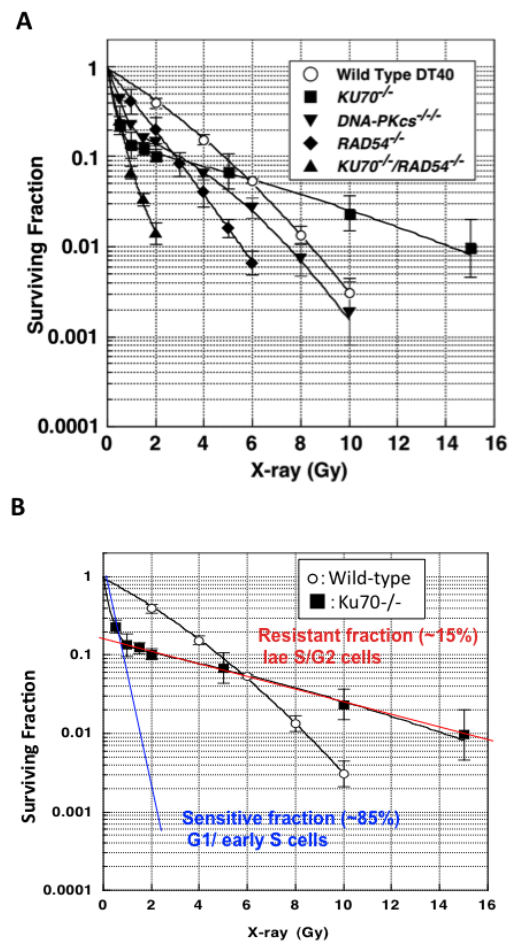 A
Surviving Fraction
1
0.1
0.01
0.001
0.0001
0 2 4 6 8 10 12 14 16
X-ray (Gy)
Wild Type DT40
KU70-/-
DNA-PKcs-/-/-
RAD54-/-
KU70-/-/RAD54-/-
B
Surviving Fraction
1
0.1
0.01
0.001
0.0001
0 2 4 6 8 10 12 14 16
X-ray (Gy)
: Wild-type
: Ku70-/-
Resistant fraction (~15%)
lae S/G2 cells
Sensitive fraction (~85%)
G1/ early S cells